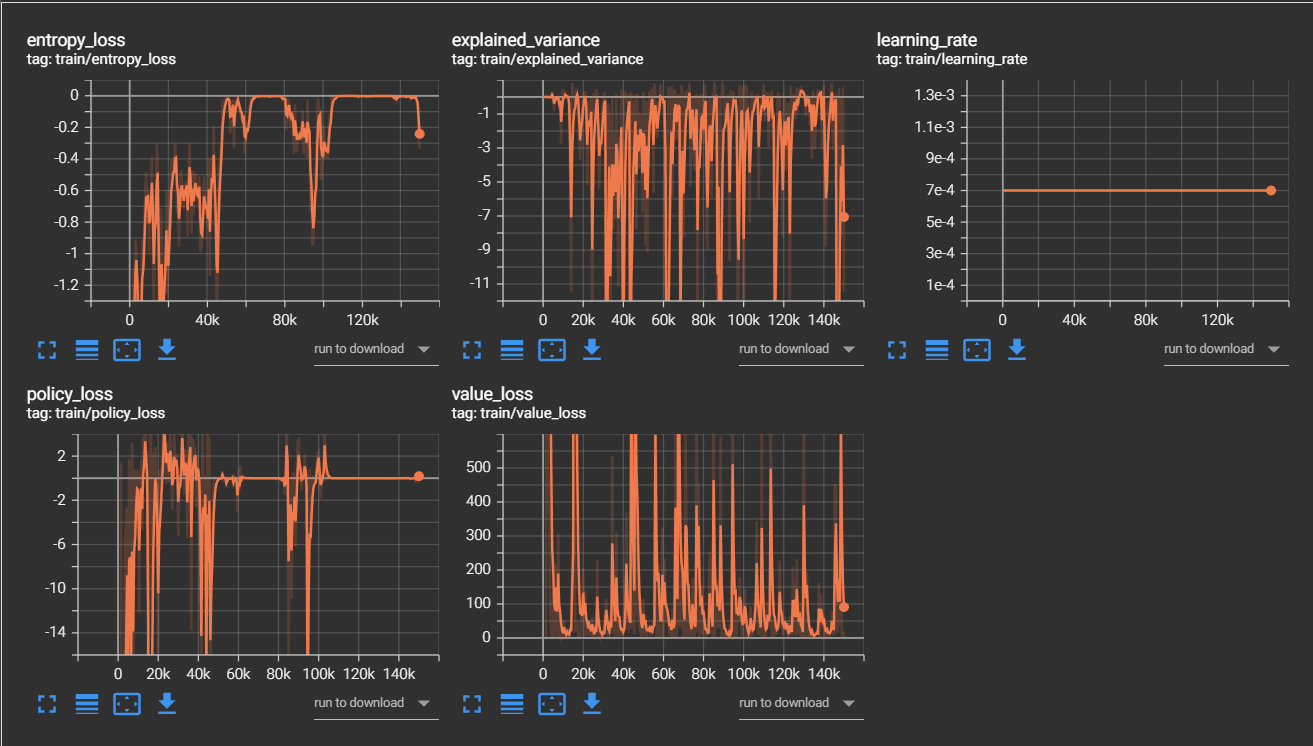 entropy_loss
tag: train/entropy_loss
0
-0.2
-0.4
-0.6
-0.8
-1
-1.2
0 40k 80k 120k
run to download
explained_variance
tag: train/explained_variance
-1
-3
-5
-7
-9
-11
0 20k 40k 60k 80k 100k 120k 140k
run to download
learning_rate
tag: train/learning_rate
1.3e-3
1.1e-3
9e-4
7e-4
5e-4
3e-4
1e-4
0 40k 80k 120k
run to download
policy_loss
tag: train/policy_loss
2
-2
-6
-10
-14
0 20k 40k 60k 80k 100k 120k 140k
run to download
value_loss
tag: train/value_loss
500
400
300
200
100
0
0 20k 40k 60k 80k 100k 120k 140k
run to download